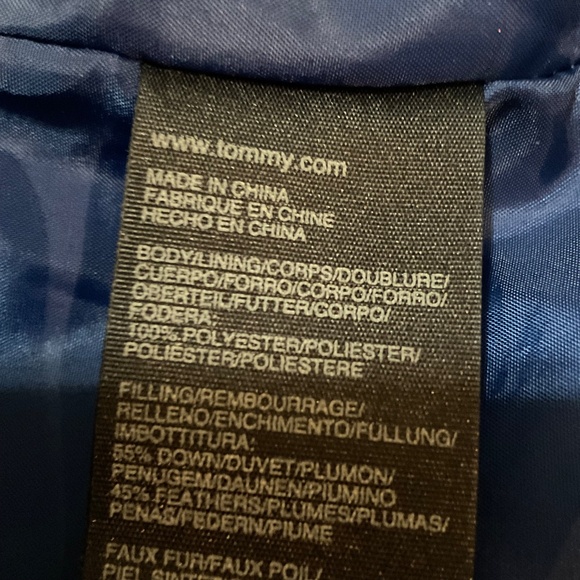 www.tommy.com
MADE IN CHINA
FABRIQUE EN CHINE
HECHO EN CHINA
BODY/LINING/CORPS/DOUBLURE/
CUERPO/FORRO/CORPO/FORRO/
OBERTEIL/FUTTER/CORPO/
FODERA:
100% POLYESTER/POLIESTER/
POLIÉSTER/POLIESTERE
FILLING/REMBOURRAGE/
RELLENO/ENCHIMENTO/FÜLLUNG/
IMBOTTITURA:
55% DOWN/DUVET/PLUMON/
PENUGEM/DAUNEN/PIUMINO
45% FEATHERS/PLUMES/PLUMAS/
PENAS/FEDERN/PIUME
FAUX FUR/FAUX POIL/
PIEL